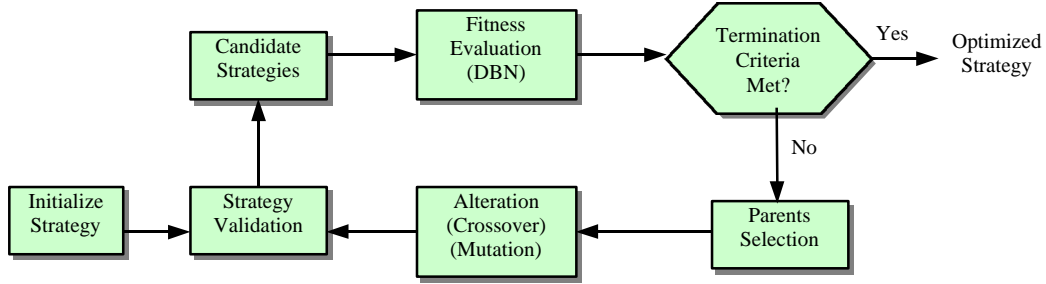 Candidate
Strategies
Fitness
Evaluation
(DBN)
Termination
Criteria
Met?
Yes
Optimized
Strategy
No
Initialize
Strategy
Strategy
Validation
Alteration
(Crossover)
(Mutation)
Parents
Selection